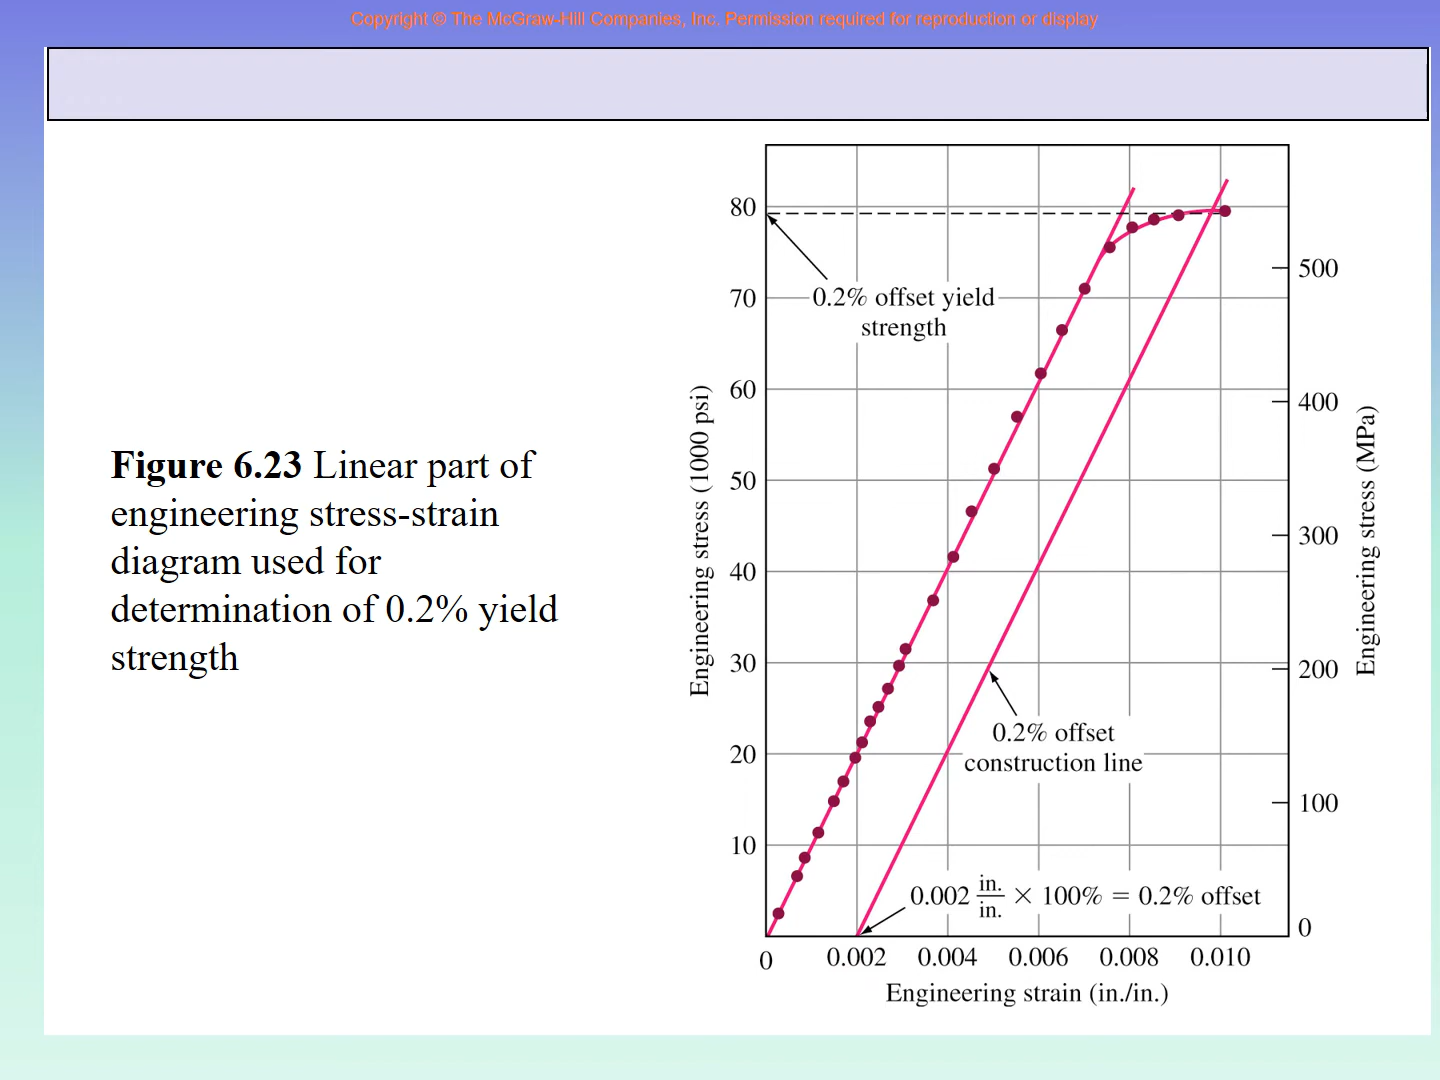 Copyright © The McGraw-Hill Companies, Inc. Permission required for reproduction or display
Figure 6.23 Linear part of
engineering stress-strain
diagram used for
determination of 0.2% yield
strength
80
70
60
50
40
30
20
10
Engineering stress (1000 psi)
0.2% offset yield
strength
0.2% offset
construction line
0.002 in./in. × 100% = 0.2% offset
500
400
300
200
100
0
Engineering stress (MPa)
0 0.002 0.004 0.006 0.008 0.010
Engineering strain (in./in.)